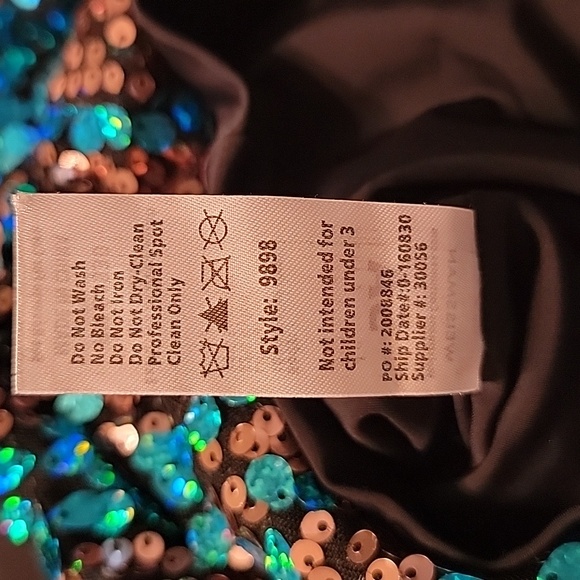 Do Not Wash
No Bleach
Do Not Iron
Do Not Dry-Clean
Professional Spot
Clean Only
Style: 9898
Not intended for
children under 3
PO #: 2008846
Ship Date#:0-160830
Supplier #: 30056
WEISSMAN